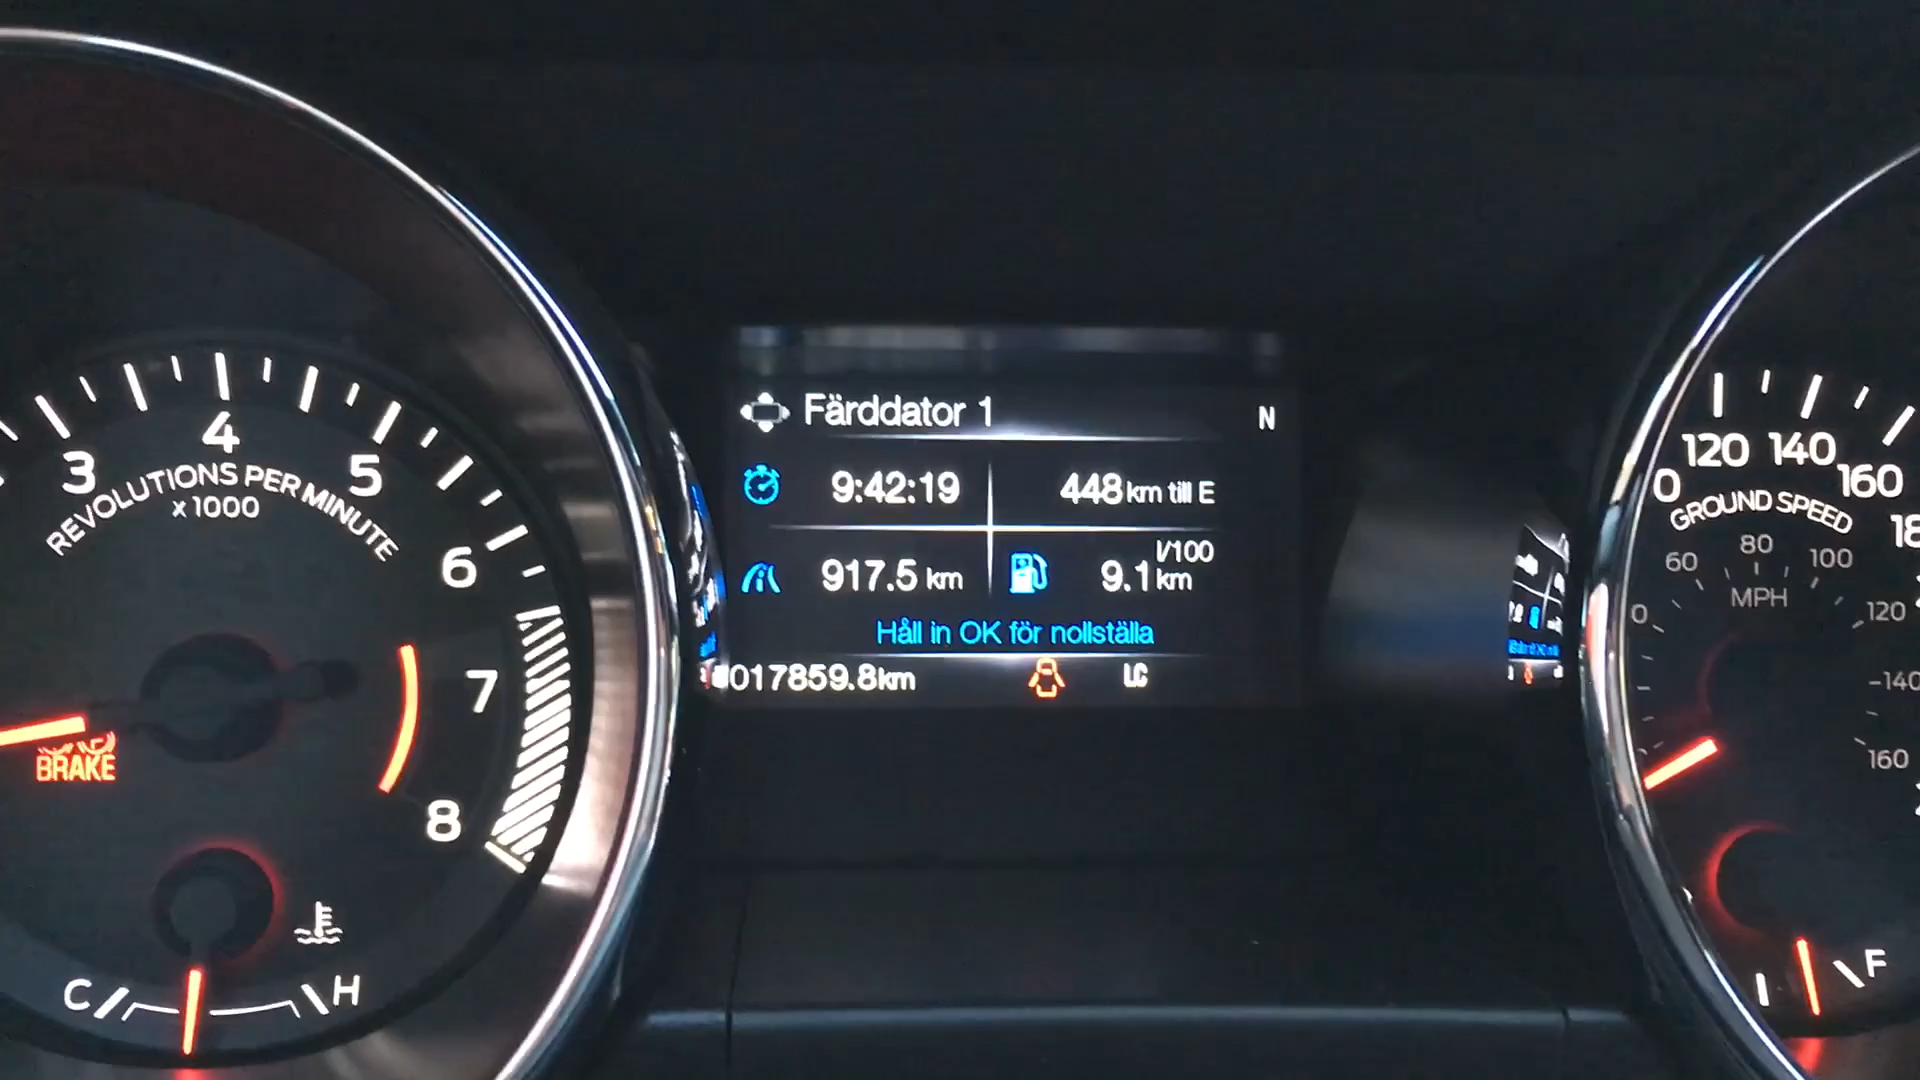 3
4
5
6
7
8
REVOLUTIONS PER MINUTE
x 1000
BRAKE
C
H
Färddator 1
N
9:42:19
448 km till E
917.5 km
9.1 l/100 km
Håll in OK för nollställa
017859.8km
LC
0
120
140
160
GROUND SPEED
0
60
80
100
120
140
160
MPH
F